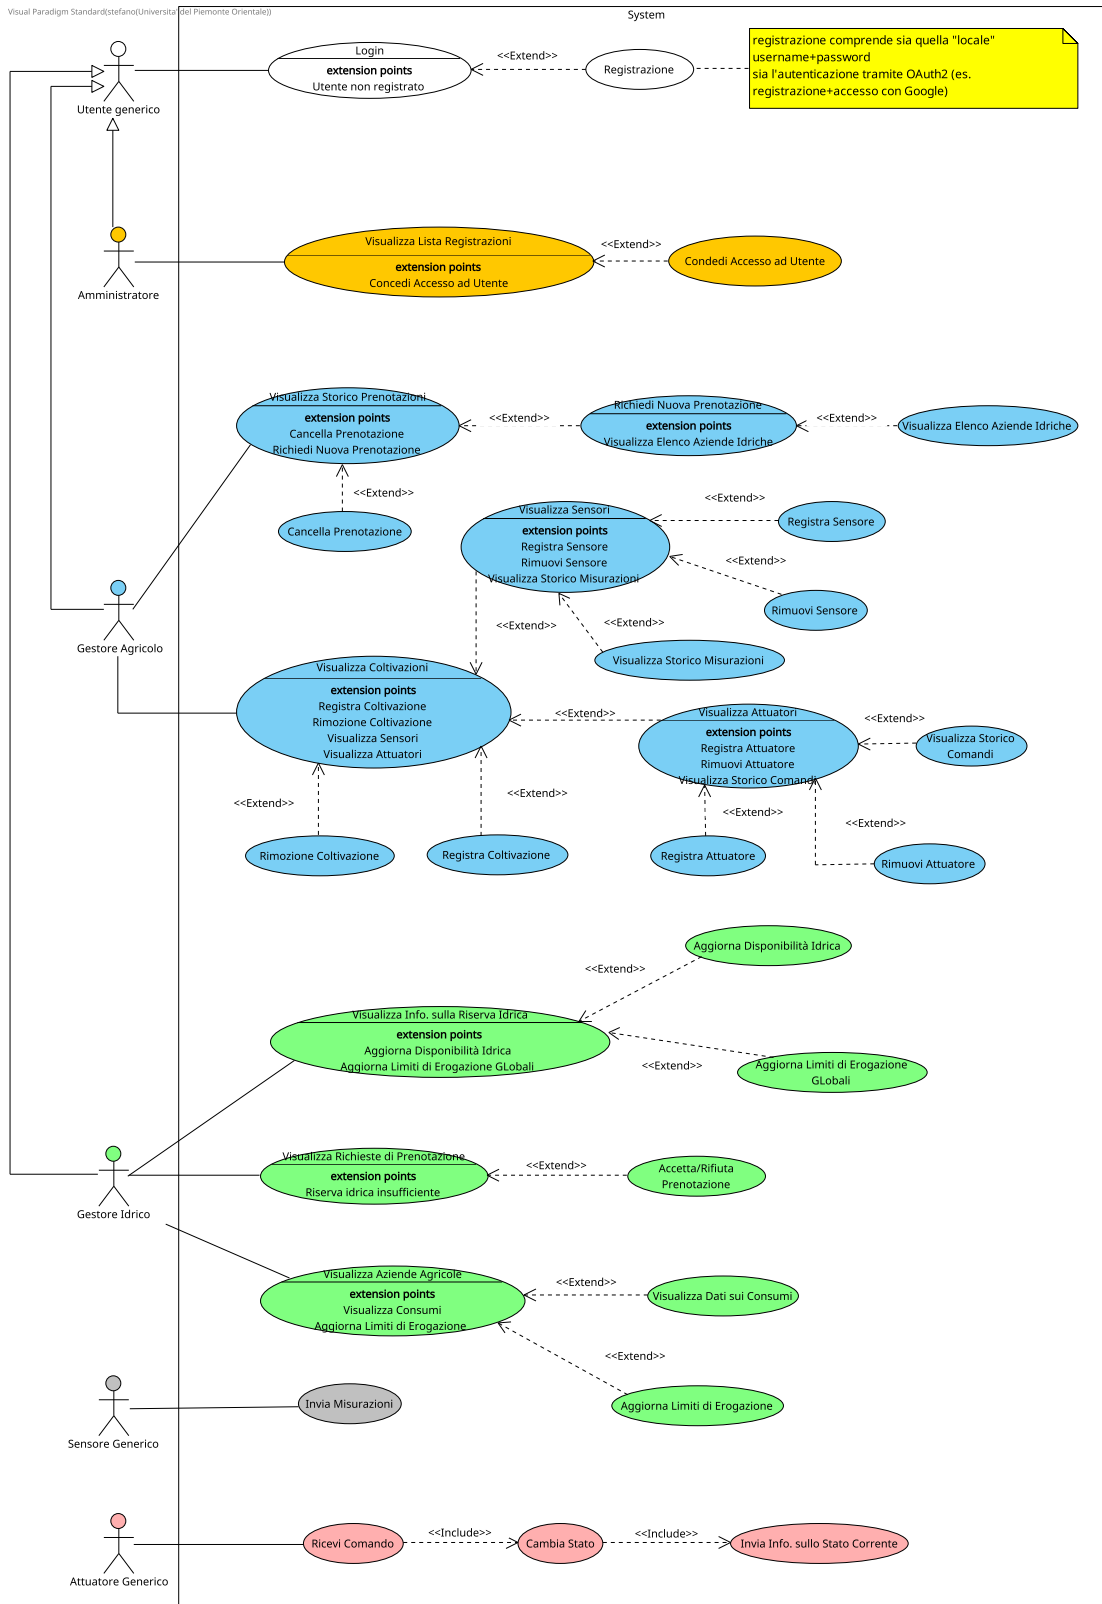 Visual Paradigm Standard(stefano(Universita' del Piemonte Orientale))
System
Login
extension points
Utente non registrato
<<Extend>>
Registrazione
registrazione comprende sia quella "locale"
username+password
sia l'autenticazione tramite OAuth2 (es.
registrazione+accesso con Google)
Utente generico
Visualizza Lista Registrazioni
extension points
Concedi Accesso ad Utente
<<Extend>>
Condedi Accesso ad Utente
Amministratore
Visualizza Storico Prenotazioni
extension points
Cancella Prenotazione
Richiedi Nuova Prenotazione
<<Extend>>
Richiedi Nuova Prenotazione
extension points
Visualizza Elenco Aziende Idriche
<<Extend>>
Visualizza Elenco Aziende Idriche
<<Extend>>
Cancella Prenotazione
Visualizza Sensori
extension points
Registra Sensore
Rimuovi Sensore
Visualizza Storico Misurazioni
<<Extend>>
Registra Sensore
<<Extend>>
Rimuovi Sensore
<<Extend>>
<<Extend>>
Visualizza Storico Misurazioni
Gestore Agricolo
Visualizza Coltivazioni
extension points
Registra Coltivazione
Rimozione Coltivazione
Visualizza Sensori
Visualizza Attuatori
<<Extend>>
Visualizza Attuatori
extension points
Registra Attuatore
Rimuovi Attuatore
Visualizza Storico Comandi
<<Extend>>
Visualizza Storico
Comandi
<<Extend>>
<<Extend>>
<<Extend>>
<<Extend>>
Rimozione Coltivazione
Registra Coltivazione
Registra Attuatore
Rimuovi Attuatore
Aggiorna Disponibilità Idrica
<<Extend>>
Visualizza Info. sulla Riserva Idrica
extension points
Aggiorna Disponibilità Idrica
Aggiorna Limiti di Erogazione GLobali
<<Extend>>
Aggiorna Limiti di Erogazione
GLobali
Visualizza Richieste di Prenotazione
extension points
Riserva idrica insufficiente
<<Extend>>
Accetta/Rifiuta
Prenotazione
Gestore Idrico
Visualizza Aziende Agricole
extension points
Visualizza Consumi
Aggiorna Limiti di Erogazione
<<Extend>>
Visualizza Dati sui Consumi
<<Extend>>
Aggiorna Limiti di Erogazione
Invia Misurazioni
Sensore Generico
Ricevi Comando
<<Include>>
Cambia Stato
<<Include>>
Invia Info. sullo Stato Corrente
Attuatore Generico